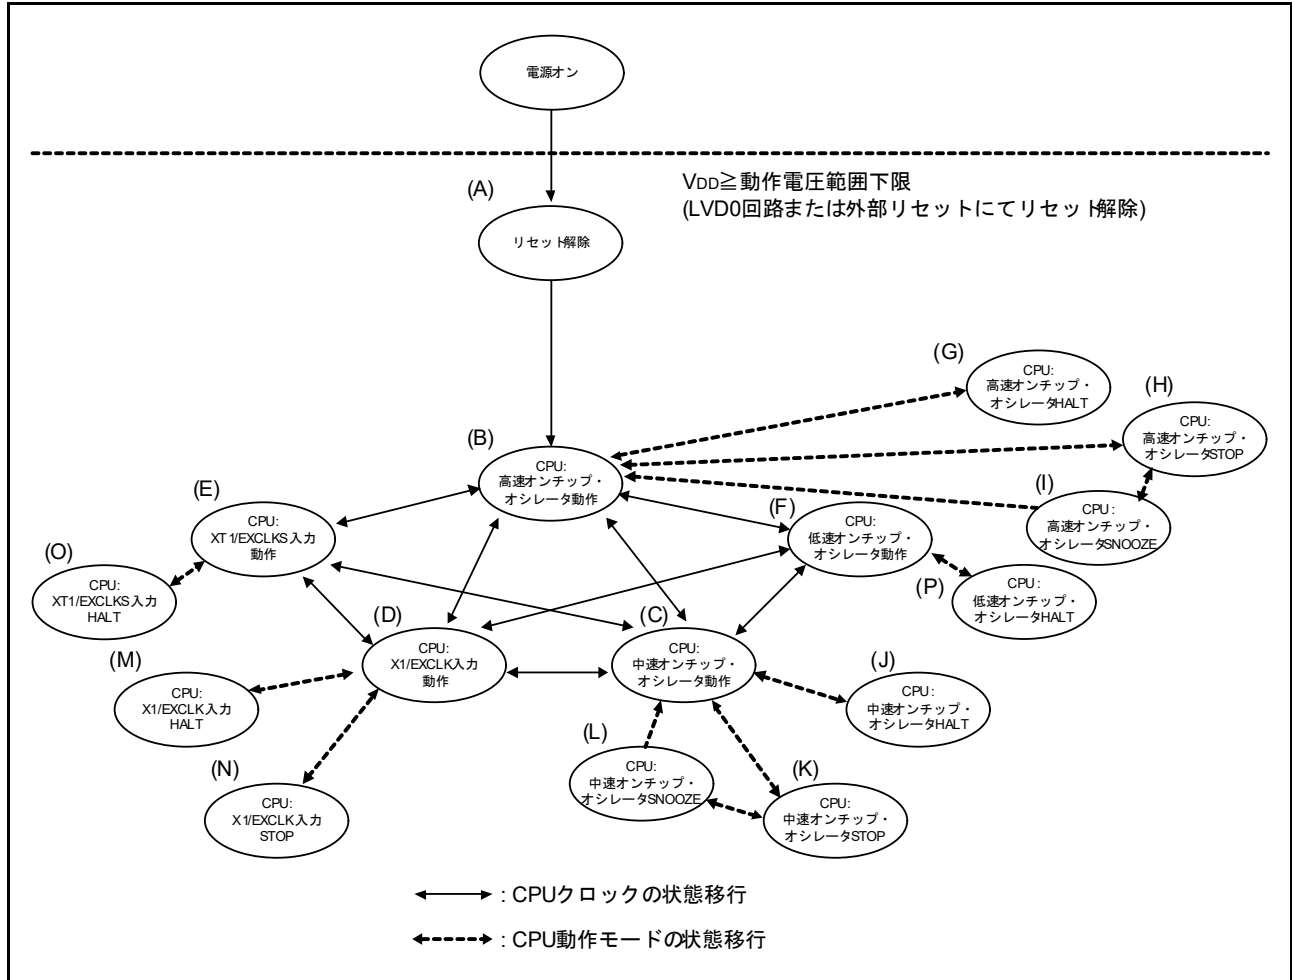 電源オン
(A)
VDD≧動作電圧範囲下限
(LVD0回路または外部リセットにてリセット解除)
リセット解除
(G)
CPU:
高速オンチップ・
オシレータHALT
(H)
CPU:
高速オンチップ・
オシレータSTOP
(B)
CPU:
高速オンチップ・
オシレータ動作
(I)
CPU:
高速オンチップ・
オシレータSNOOZE
(E)
CPU:
XT1/EXCLKS入力
動作
(F)
CPU:
低速オンチップ・
オシレータ動作
(O)
CPU:
XT1/EXCLKS入力
HALT
(P)
CPU:
低速オンチップ・
オシレータHALT
(D)
CPU:
X1/EXCLK入力
動作
(C)
CPU:
中速オンチップ・
オシレータ動作
(M)
CPU:
X1/EXCLK入力
HALT
(J)
CPU:
中速オンチップ・
オシレータHALT
(N)
CPU:
X1/EXCLK入力
STOP
(L)
CPU:
中速オンチップ・
オシレータSNOOZE
(K)
CPU:
中速オンチップ・
オシレータSTOP
: CPUクロックの状態移行
: CPU動作モードの状態移行